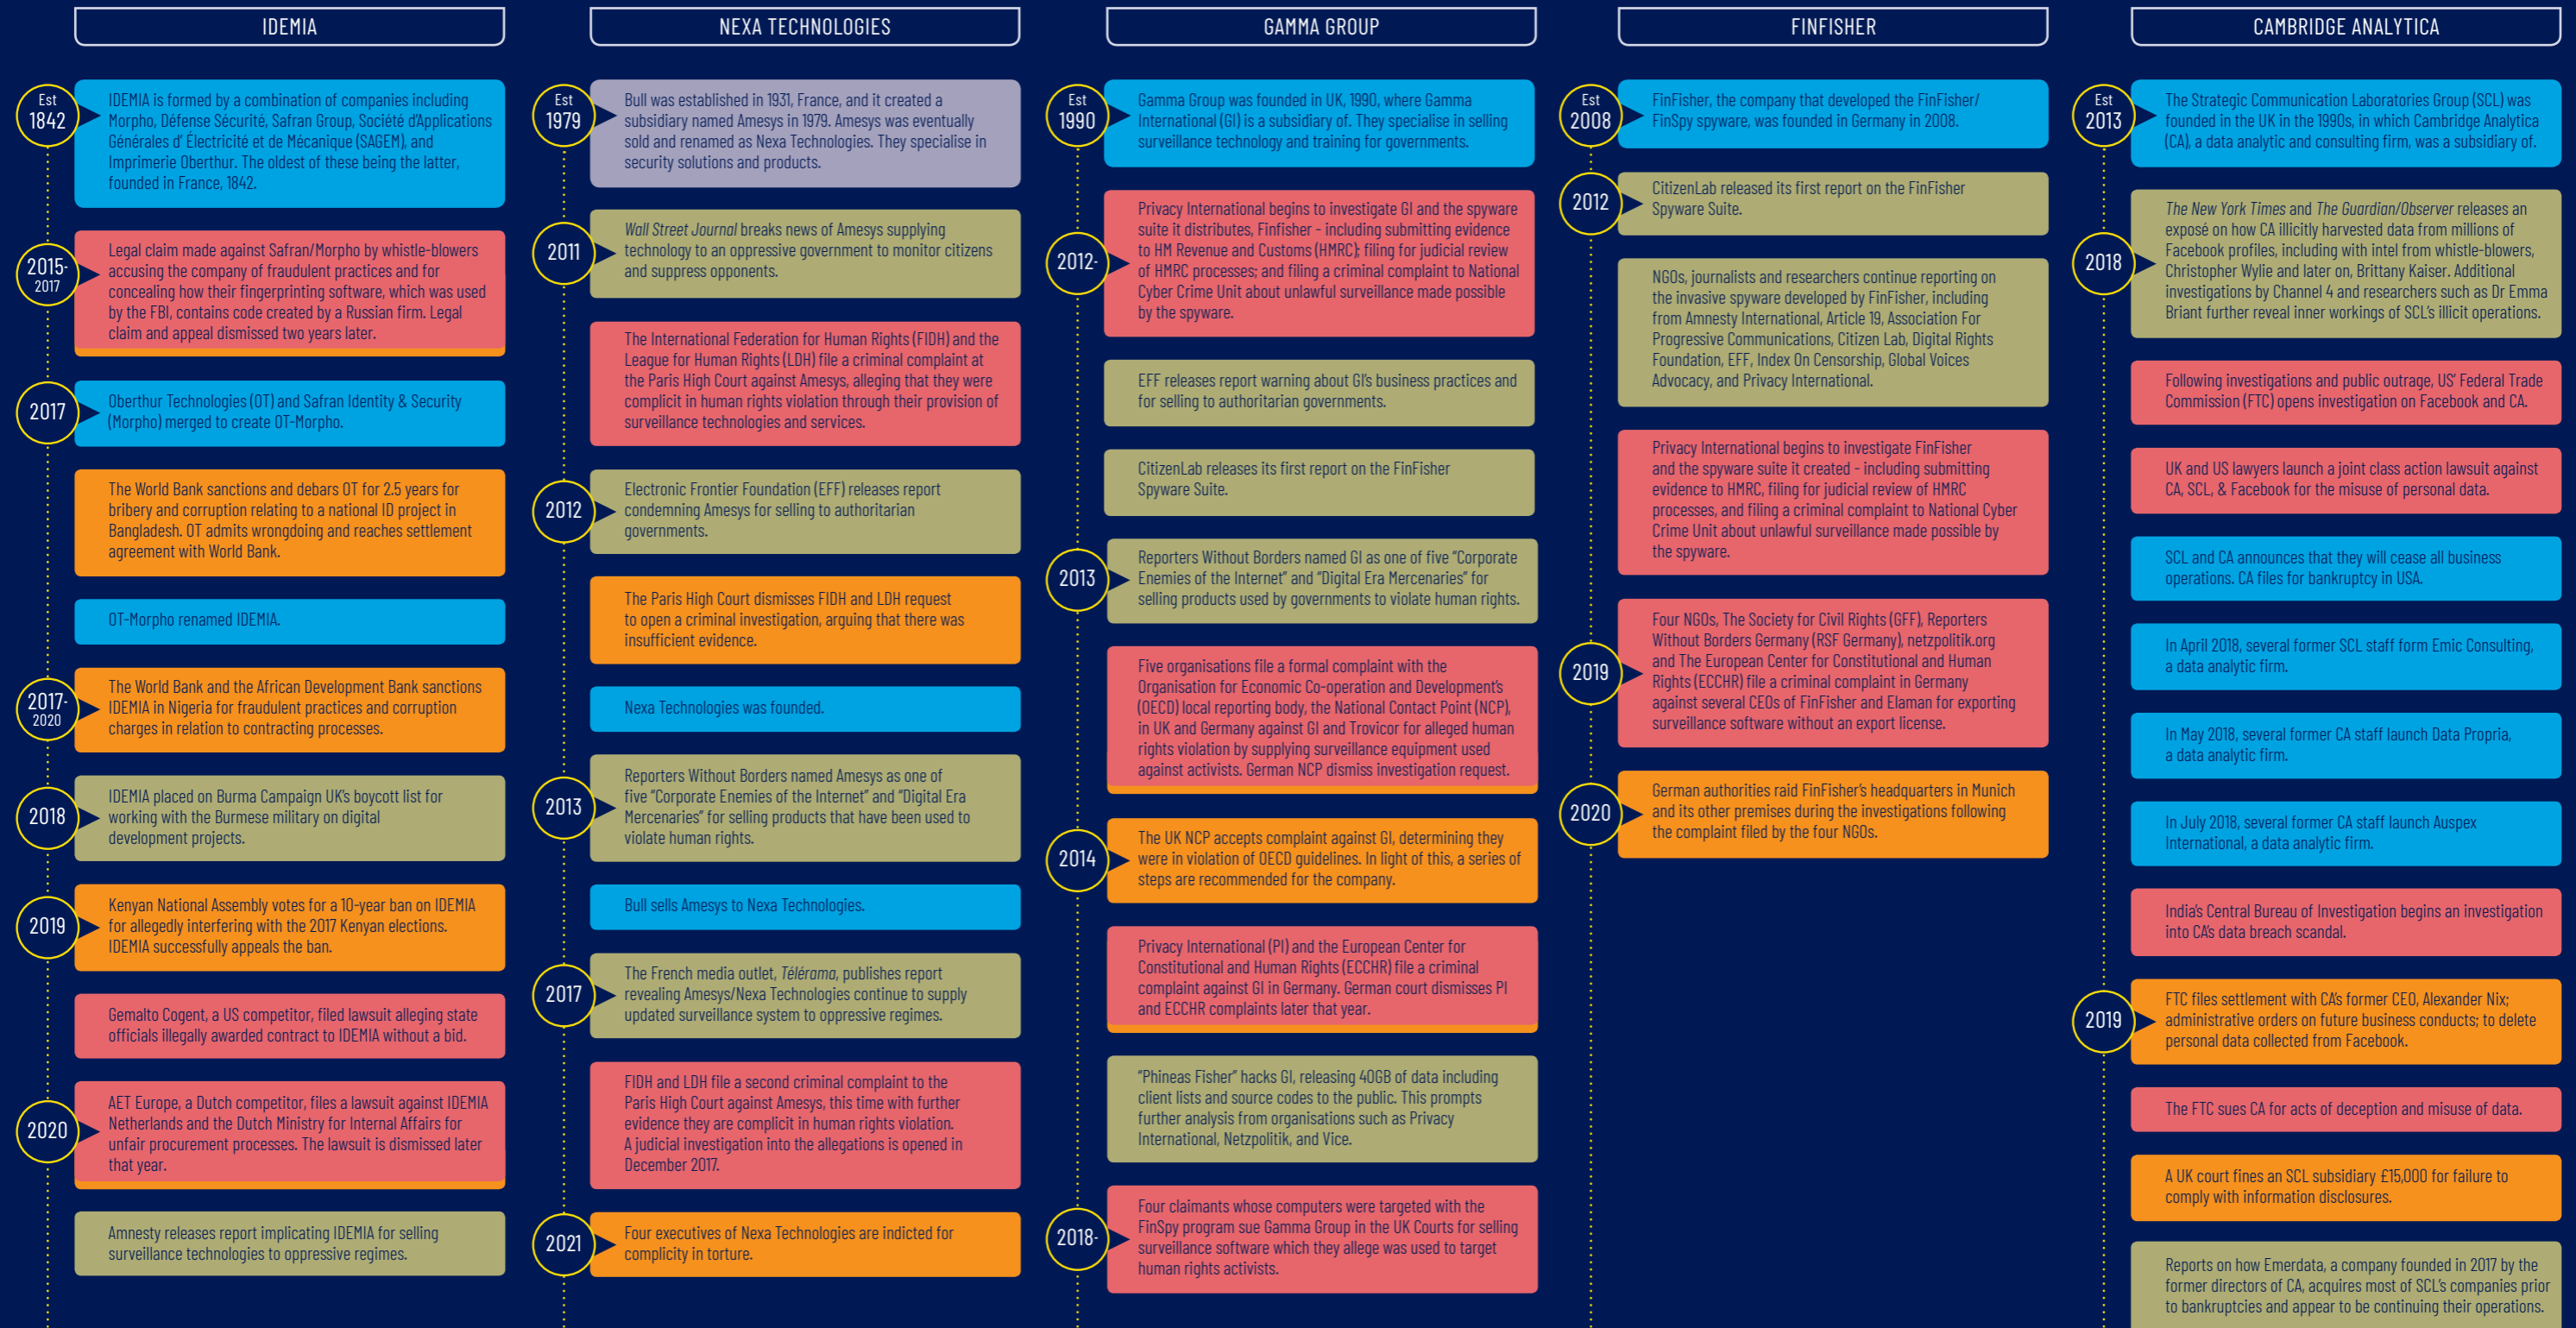 IDEMIA
Est
1842
IDEMIA is formed by a combination of companies including
Morpho, Défense Sécurité, Safran Group, Société d'Applications
Générales d' Électricité et de Mécanique (SAGEM), and
Imprimerie Oberthur. The oldest of these being the latter,
founded in France, 1842.
2015-
2017
Legal claim made against Safran/Morpho by whistle-blowers
accusing the company of fraudulent practices and for
concealing how their fingerprinting software, which was used
by the FBI, contains code created by a Russian firm. Legal
claim and appeal dismissed two years later.
2017
Oberthur Technologies (OT) and Safran Identity & Security
(Morpho) merged to create OT-Morpho.
The World Bank sanctions and debars OT for 2.5 years for
bribery and corruption relating to a national ID project in
Bangladesh. OT admits wrongdoing and reaches settlement
agreement with World Bank.
OT-Morpho renamed IDEMIA.
2017-
2020
The World Bank and the African Development Bank sanctions
IDEMIA in Nigeria for fraudulent practices and corruption
charges in relation to contracting processes.
2018
IDEMIA placed on Burma Campaign UK's boycott list for
working with the Burmese military on digital
development projects.
2019
Kenyan National Assembly votes for a 10-year ban on IDEMIA
for allegedly interfering with the 2017 Kenyan elections.
IDEMIA successfully appeals the ban.
Gemalto Cogent, a US competitor, filed lawsuit alleging state
officials illegally awarded contract to IDEMIA without a bid.
2020
AET Europe, a Dutch competitor, files a lawsuit against IDEMIA
Netherlands and the Dutch Ministry for Internal Affairs for
unfair procurement processes. The lawsuit is dismissed later
that year.
Amnesty releases report implicating IDEMIA for selling
surveillance technologies to oppressive regimes.
NEXA TECHNOLOGIES
Est
1979
Bull was established in 1931, France, and it created a
subsidiary named Amesys in 1979. Amesys was eventually
sold and renamed as Nexa Technologies. They specialise in
security solutions and products.
2011
Wall Street Journal breaks news of Amesys supplying
technology to an oppressive government to monitor citizens
and suppress opponents.
The International Federation for Human Rights (FIDH) and the
League for Human Rights (LDH) file a criminal complaint at
the Paris High Court against Amesys, alleging that they were
complicit in human rights violation through their provision of
surveillance technologies and services.
2012
Electronic Frontier Foundation (EFF) releases report
condemning Amesys for selling to authoritarian
governments.
The Paris High Court dismisses FIDH and LDH request
to open a criminal investigation, arguing that there was
insufficient evidence.
Nexa Technologies was founded.
2013
Reporters Without Borders named Amesys as one of
five "Corporate Enemies of the Internet" and "Digital Era
Mercenaries" for selling products that have been used to
violate human rights.
Bull sells Amesys to Nexa Technologies.
2017
The French media outlet, Télérama, publishes report
revealing Amesys/Nexa Technologies continue to supply
updated surveillance system to oppressive regimes.
FIDH and LDH file a second criminal complaint to the
Paris High Court against Amesys, this time with further
evidence they are complicit in human rights violation.
A judicial investigation into the allegations is opened in
December 2017.
2021
Four executives of Nexa Technologies are indicted for
complicity in torture.
GAMMA GROUP
Est
1990
Gamma Group was founded in UK, 1990, where Gamma
International (GI) is a subsidiary of. They specialise in selling
surveillance technology and training for governments.
2012-
Privacy International begins to investigate GI and the spyware
suite it distributes, Finfisher - including submitting evidence
to HM Revenue and Customs (HMRC); filing for judicial review
of HMRC processes; and filing a criminal complaint to National
Cyber Crime Unit about unlawful surveillance made possible
by the spyware.
EFF releases report warning about GI's business practices and
for selling to authoritarian governments.
CitizenLab releases its first report on the FinFisher
Spyware Suite.
2013
Reporters Without Borders named GI as one of five "Corporate
Enemies of the Internet" and "Digital Era Mercenaries" for
selling products used by governments to violate human rights.
Five organisations file a formal complaint with the
Organisation for Economic Co-operation and Development's
(OECD) local reporting body, the National Contact Point (NCP),
in UK and Germany against GI and Trovicor for alleged human
rights violation by supplying surveillance equipment used
against activists. German NCP dismiss investigation request.
2014
The UK NCP accepts complaint against GI, determining they
were in violation of OECD guidelines. In light of this, a series of
steps are recommended for the company.
Privacy International (PI) and the European Center for
Constitutional and Human Rights (ECCHR) file a criminal
complaint against GI in Germany. German court dismisses PI
and ECCHR complaints later that year.
"Phineas Fisher" hacks GI, releasing 40GB of data including
client lists and source codes to the public. This prompts
further analysis from organisations such as Privacy
International, Netzpolitik, and Vice.
2018-
Four claimants whose computers were targeted with the
FinSpy program sue Gamma Group in the UK Courts for selling
surveillance software which they allege was used to target
human rights activists.
FINFISHER
Est
2008
FinFisher, the company that developed the FinFisher/
FinSpy spyware, was founded in Germany in 2008.
2012
CitizenLab released its first report on the FinFisher
Spyware Suite.
NGOs, journalists and researchers continue reporting on
the invasive spyware developed by FinFisher, including
from Amnesty International, Article 19, Association For
Progressive Communications, Citizen Lab, Digital Rights
Foundation, EFF, Index On Censorship, Global Voices
Advocacy, and Privacy International.
Privacy International begins to investigate FinFisher
and the spyware suite it created - including submitting
evidence to HMRC, filing for judicial review of HMRC
processes, and filing a criminal complaint to National Cyber
Crime Unit about unlawful surveillance made possible by
the spyware.
2019
Four NGOs, The Society for Civil Rights (GFF), Reporters
Without Borders Germany (RSF Germany), netzpolitik.org
and The European Center for Constitutional and Human
Rights (ECCHR) file a criminal complaint in Germany
against several CEOs of FinFisher and Elaman for exporting
surveillance software without an export license.
2020
German authorities raid FinFisher's headquarters in Munich
and its other premises during the investigations following
the complaint filed by the four NGOs.
CAMBRIDGE ANALYTICA
Est
2013
The Strategic Communication Laboratories Group (SCL) was
founded in the UK in the 1990s, in which Cambridge Analytica
(CA), a data analytic and consulting firm, was a subsidiary of.
2018
The New York Times and The Guardian/Observer releases an
exposé on how CA illicitly harvested data from millions of
Facebook profiles, including with intel from whistle-blowers,
Christopher Wylie and later on, Brittany Kaiser. Additional
investigations by Channel 4 and researchers such as Dr Emma
Briant further reveal inner workings of SCL's illicit operations.
Following investigations and public outrage, US' Federal Trade
Commission (FTC) opens investigation on Facebook and CA.
UK and US lawyers launch a joint class action lawsuit against
CA, SCL, & Facebook for the misuse of personal data.
SCL and CA announces that they will cease all business
operations. CA files for bankruptcy in USA.
In April 2018, several former SCL staff form Emic Consulting,
a data analytic firm.
In May 2018, several former CA staff launch Data Propria,
a data analytic firm.
In July 2018, several former CA staff launch Auspex
International, a data analytic firm.
India's Central Bureau of Investigation begins an investigation
into CA's data breach scandal.
2019
FTC files settlement with CA's former CEO, Alexander Nix;
administrative orders on future business conducts; to delete
personal data collected from Facebook.
The FTC sues CA for acts of deception and misuse of data.
A UK court fines an SCL subsidiary £15,000 for failure to
comply with information disclosures.
Reports on how Emerdata, a company founded in 2017 by the
former directors of CA, acquires most of SCL's companies prior
to bankruptcies and appear to be continuing their operations.